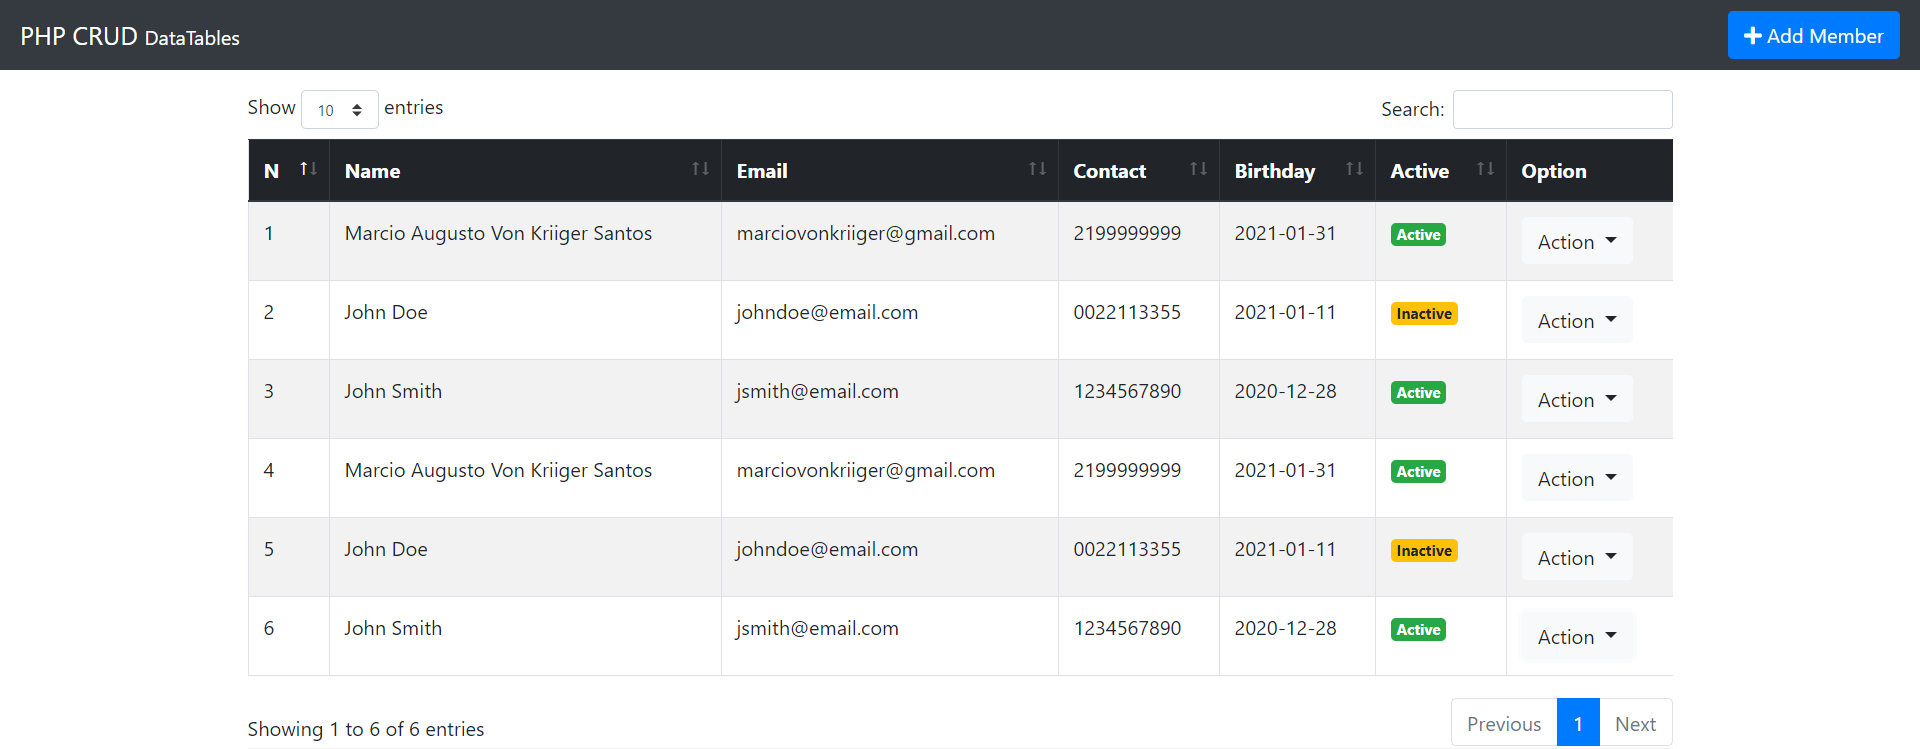 PHP CRUD DataTables
Add Member
Show 10 entries
Search:
N Name Email Contact Birthday Active Option
1 Marcio Augusto Von Kriiger Santos marciovonkriiger@gmail.com 2199999999 2021-01-31 Active Action
2 John Doe johndoe@email.com 0022113355 2021-01-11 Inactive Action
3 John Smith jsmith@email.com 1234567890 2020-12-28 Active Action
4 Marcio Augusto Von Kriiger Santos marciovonkriiger@gmail.com 2199999999 2021-01-31 Active Action
5 John Doe johndoe@email.com 0022113355 2021-01-11 Inactive Action
6 John Smith jsmith@email.com 1234567890 2020-12-28 Active Action
Showing 1 to 6 of 6 entries
Previous 1 Next